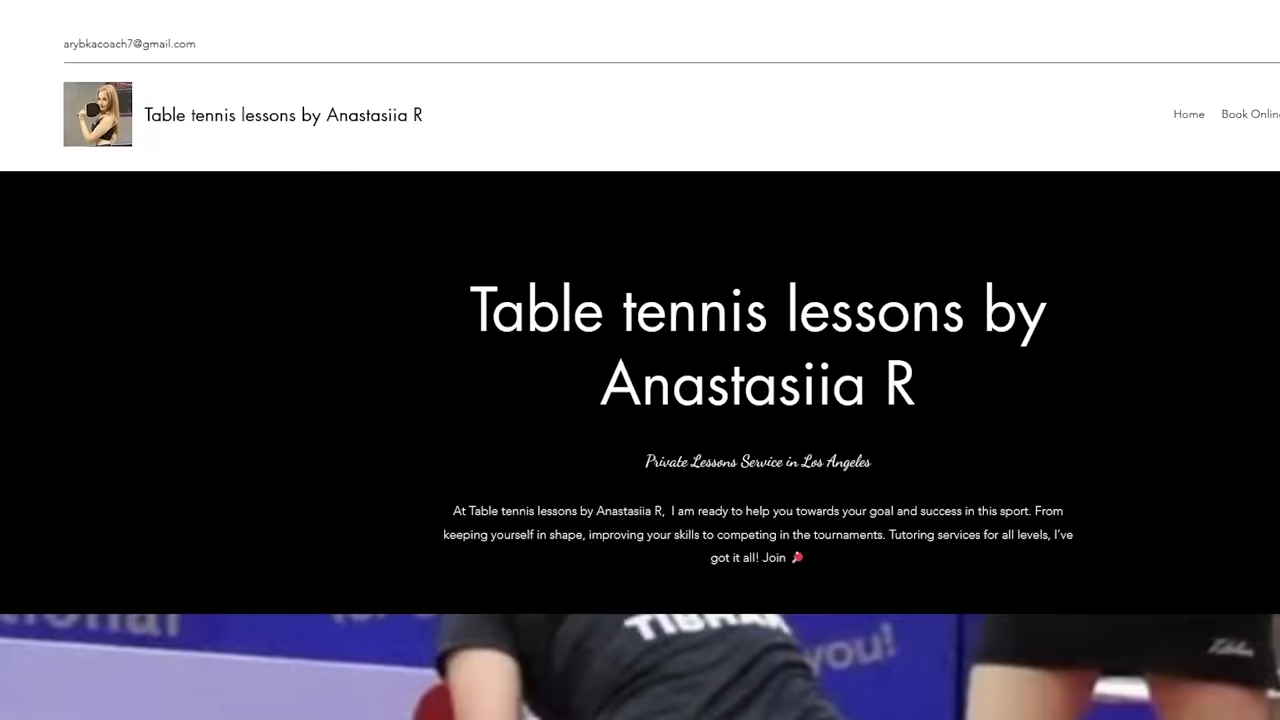 arybkacoach7@gmail.com
Table tennis lessons by Anastasiia R
Home Book Online
Table tennis lessons by
Anastasiia R
Private Lessons Service in Los Angeles
At Table tennis lessons by Anastasiia R, I am ready to help you towards your goal and success in this sport. From
keeping yourself in shape, improving your skills to competing in the tournaments. Tutoring services for all levels, I've
got it all! Join
TIBHAR
you!